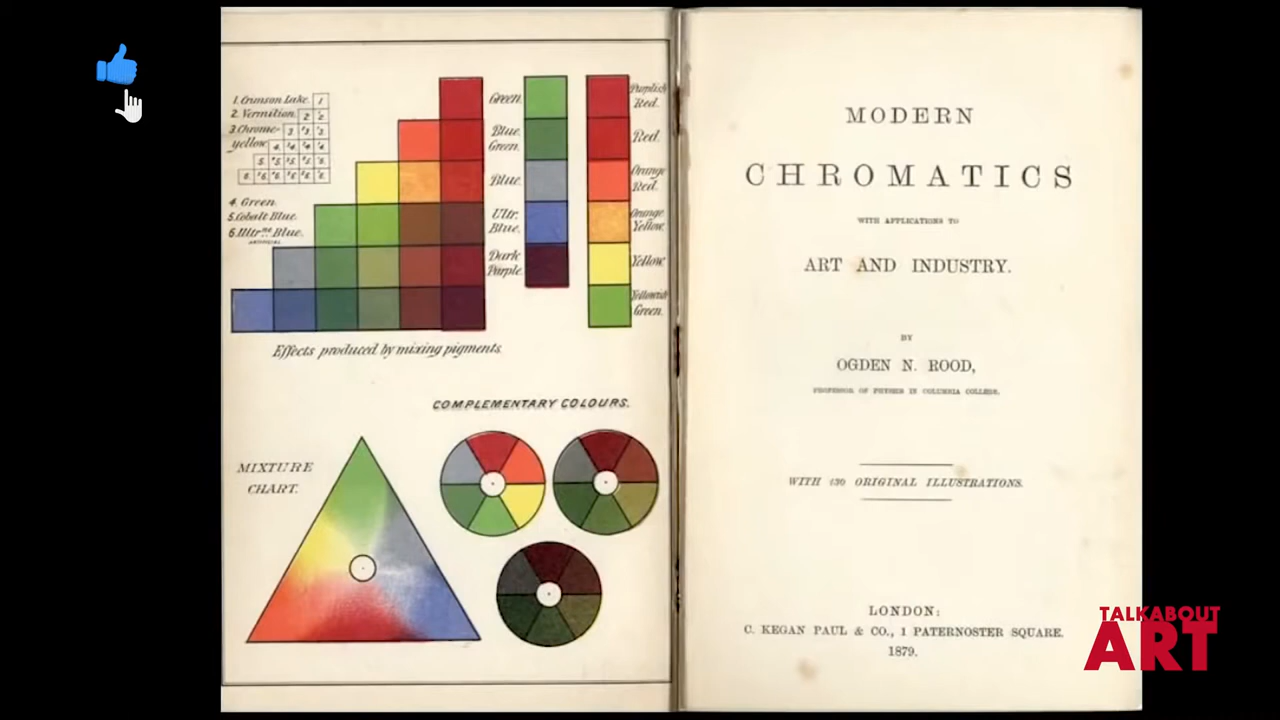 1. Crimson Lake.
2. Vermilion.
3. Chrome-
yellow.
4. Green.
5. Cobalt Blue.
6. Ultr.ne Blue.
ARTIFICIAL
Green.
Blue
Green.
Blue.
Ultr.
Blue.
Dark
Purple.
Purplish
Red.
Red.
Orange
Red.
Orange
Yellow.
Yellow.
Yellowish
Green.
Effects produced by mixing pigments.
COMPLEMENTARY COLOURS.
MIXTURE
CHART.
MODERN
CHROMATICS
WITH APPLICATIONS TO
ART AND INDUSTRY.
BY
OGDEN N. ROOD,
PROFESSOR OF PHYSICS IN COLUMBIA COLLEGE.
WITH 130 ORIGINAL ILLUSTRATIONS.
LONDON:
C. KEGAN PAUL & CO., 1 PATERNOSTER SQUARE.
1879.
TALKABOUT
ART